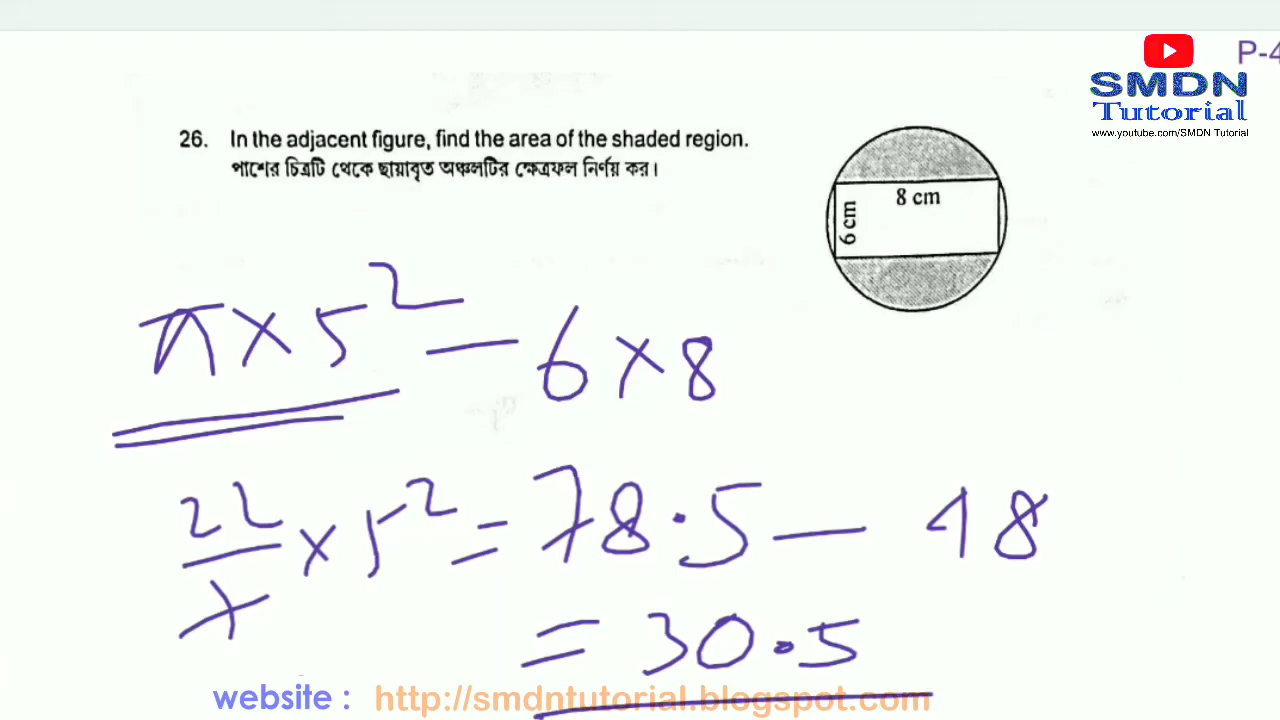 P-4
SMDN
Tutorial
www.youtube.com/SMDN Tutorial
26. In the adjacent figure, find the area of the shaded region.
পাশের চিত্রটি থেকে ছায়াবৃত অঞ্চলটির ক্ষেত্রফল নির্ণয় কর।
8 cm
6 cm
π × 5² — 6 × 8
22/7 × 5² = 78.5 — 48
= 30.5
website : http://smdntutorial.blogspot.com